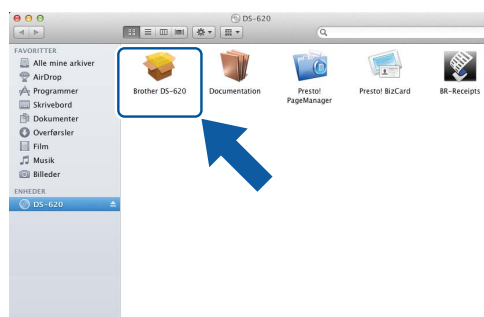 DS-620
FAVORITTER
Alle mine arkiver
AirDrop
Programmer
Skrivebord
Dokumenter
Overførsler
Film
Musik
Billeder
ENHEDER
DS-620
Brother DS-620
Documentation
Presto!
PageManager
Presto! BizCard
BR-Receipts